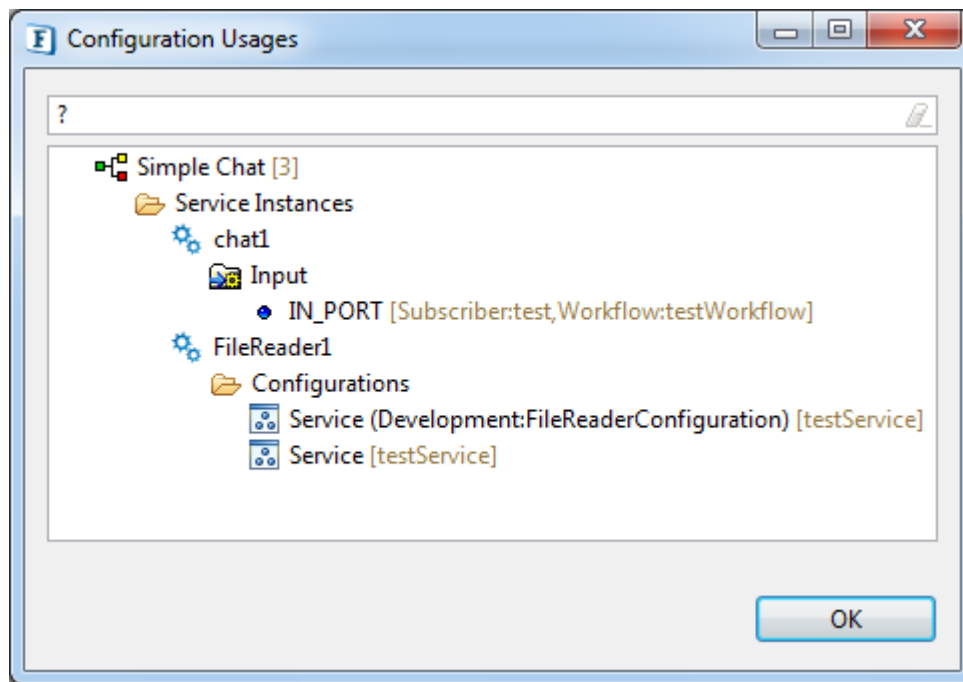 F Configuration Usages
?
Simple Chat [3]
Service Instances
chat1
Input
IN_PORT [Subscriber:test,Workflow:testWorkflow]
FileReader1
Configurations
Service (Development:FileReaderConfiguration) [testService]
Service [testService]
OK